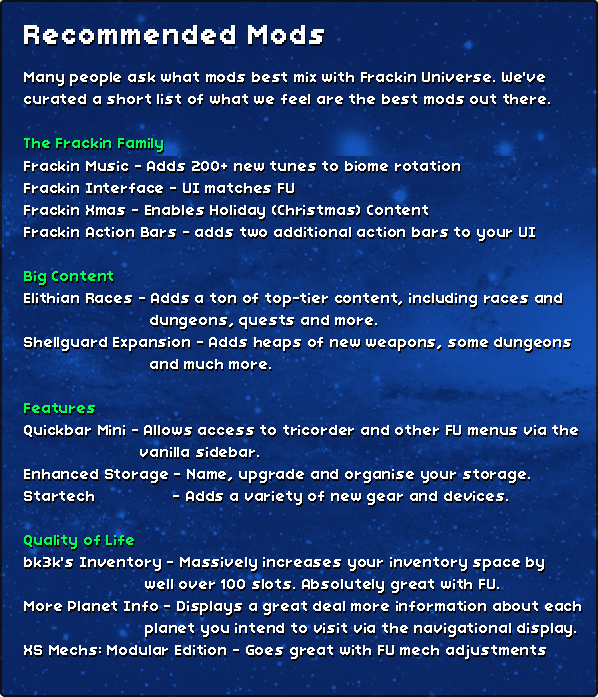 Recommended Mods
Many people ask what mods best mix with Frackin Universe. We've
curated a short list of what we feel are the best mods out there.
The Frackin Family
Frackin Music - Adds 200+ new tunes to biome rotation
Frackin Interface - UI matches FU
Frackin Xmas - Enables Holiday (Christmas) Content
Frackin Action Bars - adds two additional action bars to your UI
Big Content
Elithian Races - Adds a ton of top-tier content, including races and
dungeons, quests and more.
Shellguard Expansion - Adds heaps of new weapons, some dungeons
and much more.
Features
Quickbar Mini - Allows access to tricorder and other FU menus via the
vanilla sidebar.
Enhanced Storage - Name, upgrade and organise your storage.
Startech - Adds a variety of new gear and devices.
Quality of Life
bk3k's Inventory - Massively increases your inventory space by
well over 100 slots. Absolutely great with FU.
More Planet Info - Displays a great deal more information about each
planet you intend to visit via the navigational display.
XS Mechs: Modular Edition - Goes great with FU mech adjustments